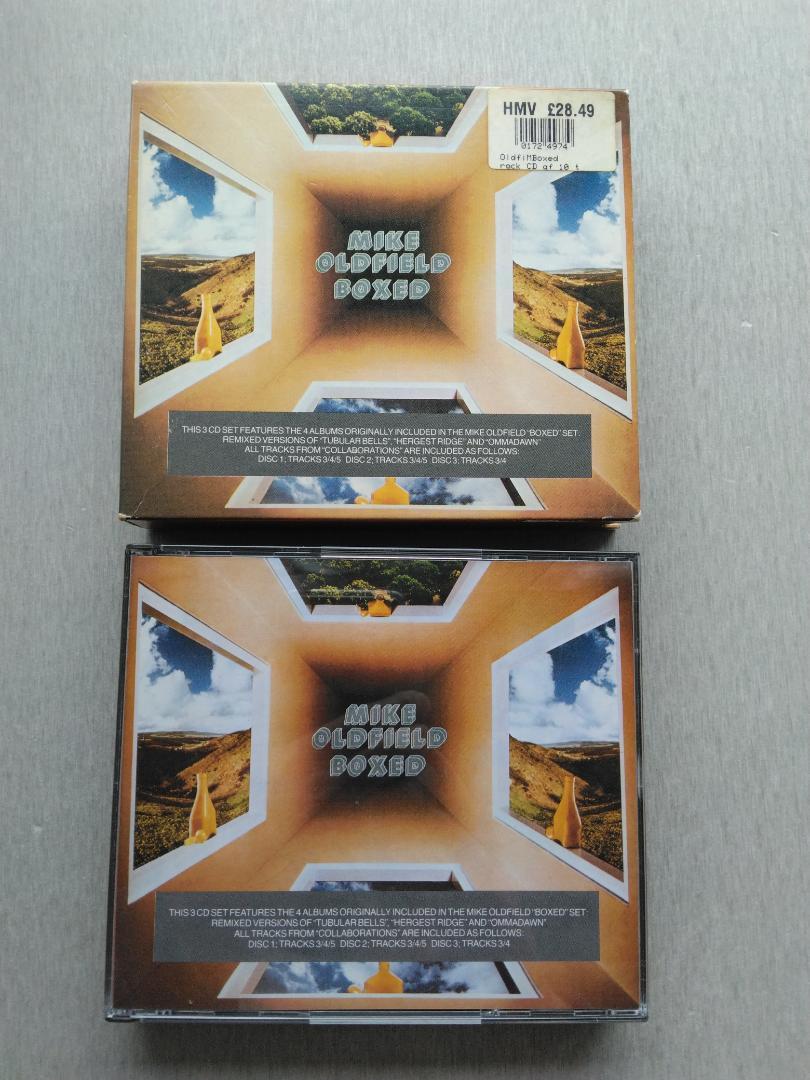 HMV £28.49
01724974
OldfiMBoxed
rock CD af 10 t
MIKE
OLDFIELD
BOXED
THIS 3 CD SET FEATURES THE 4 ALBUMS ORIGINALLY INCLUDED IN THE MIKE OLDFIELD "BOXED" SET.
REMIXED VERSIONS OF "TUBULAR BELLS", "HERGEST RIDGE" AND "OMMADAWN"
ALL TRACKS FROM "COLLABORATIONS" ARE INCLUDED AS FOLLOWS:
DISC 1; TRACKS 3/4/5 DISC 2; TRACKS 3/4/5 DISC 3; TRACKS 3/4
MIKE
OLDFIELD
BOXED
THIS 3 CD SET FEATURES THE 4 ALBUMS ORIGINALLY INCLUDED IN THE MIKE OLDFIELD "BOXED" SET
REMIXED VERSIONS OF "TUBULAR BELLS", "HERGEST RIDGE" AND "OMMADAWN"
ALL TRACKS FROM "COLLABORATIONS" ARE INCLUDED AS FOLLOWS:
DISC 1; TRACKS 3/4/5 DISC 2; TRACKS 3/4/5 DISC 3; TRACKS 3/4